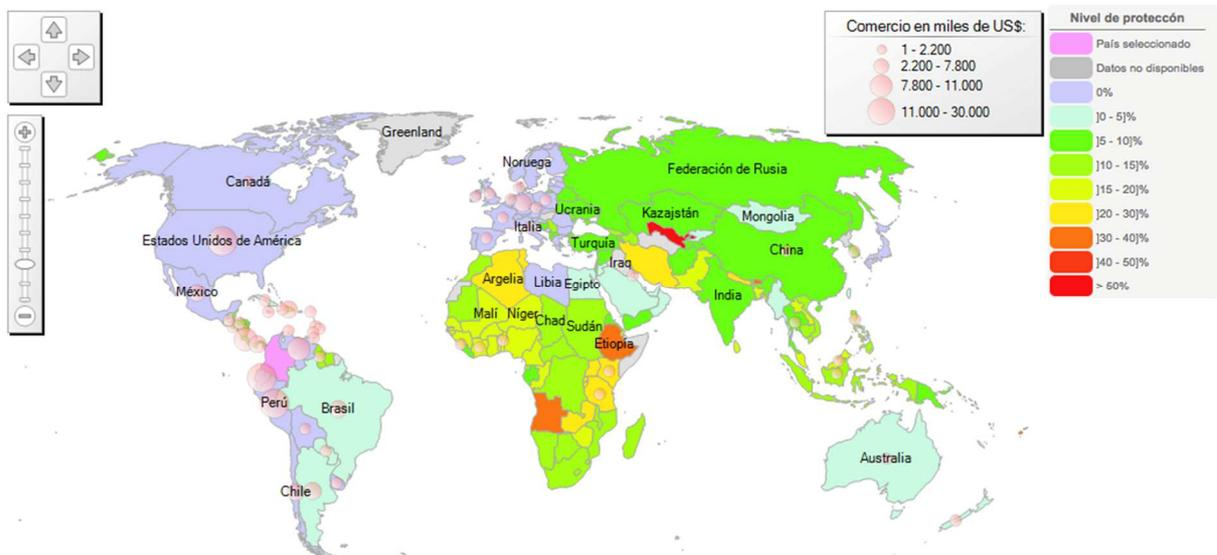 Comercio en miles de US$:
1 - 2.200
2.200 - 7.800
7.800 - 11.000
11.000 - 30.000
Nivel de proteccón
País seleccionado
Datos no disponibles
0%
]0 - 5]%
]5 - 10]%
]10 - 15]%
]15 - 20]%
]20 - 30]%
]30 - 40]%
]40 - 50]%
> 50%
Greenland
Noruega
Federación de Rusia
Canadá
Ucrania
Kazajstán
Mongolia
Italia
Estados Unidos de América
Turquía
China
Iraq
Argelia
Libia
Egipto
México
India
Malí
Níger
Chad
Sudán
Etiopia
Perú
Brasil
Australia
Chile